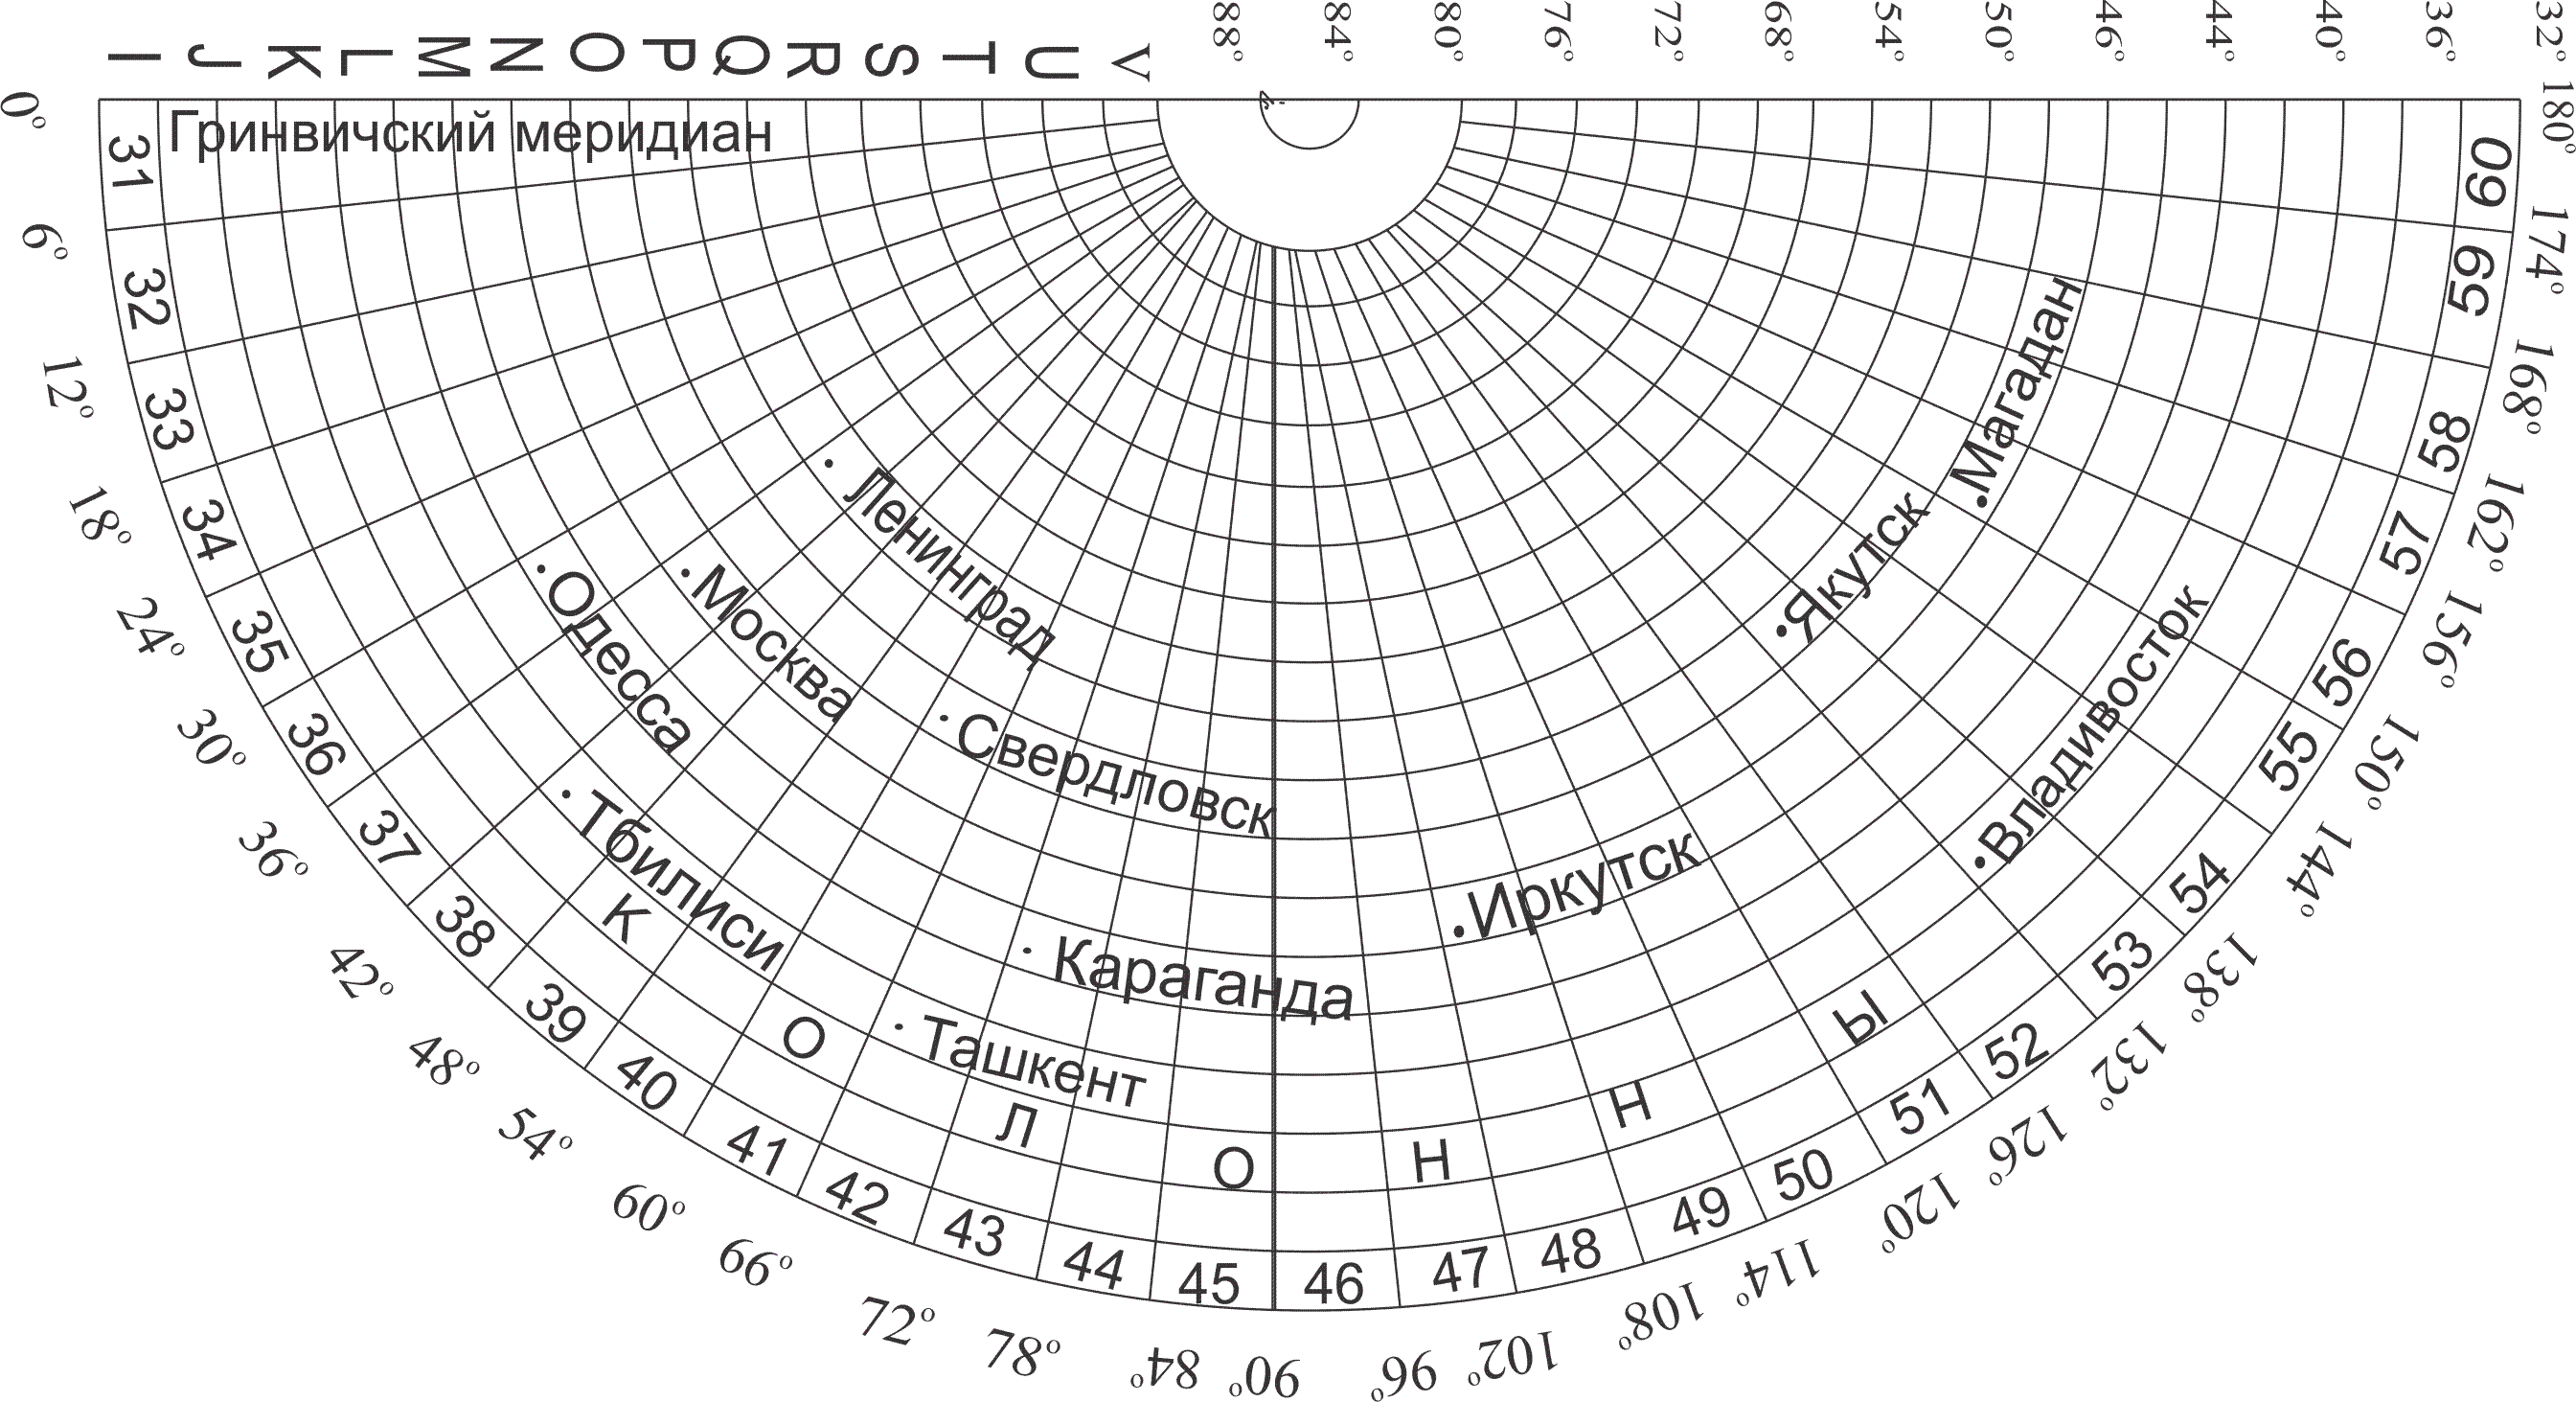 I J K L M N O P Q R S T U V
88° 84° 80° 76° 72° 68° 54° 50° 46° 44° 40° 36° 32°
Гринвичский меридиан
0° 6° 12° 18° 24° 30° 36° 42° 48° 54° 60° 66° 72° 78° 84° 90° 96° 102° 108° 114° 120° 126° 132° 138° 144° 150° 156° 162° 168° 174° 180°
31 32 33 34 35 36 37 38 39 40 41 42 43 44 45 46 47 48 49 50 51 52 53 54 55 56 57 58 59 60
Ленинград
Москва
Одесса
Свердловск
Тбилиси
Караганда
Ташкент
Иркутск
Якутск
Магадан
Владивосток
К О Л О Н Н Ы